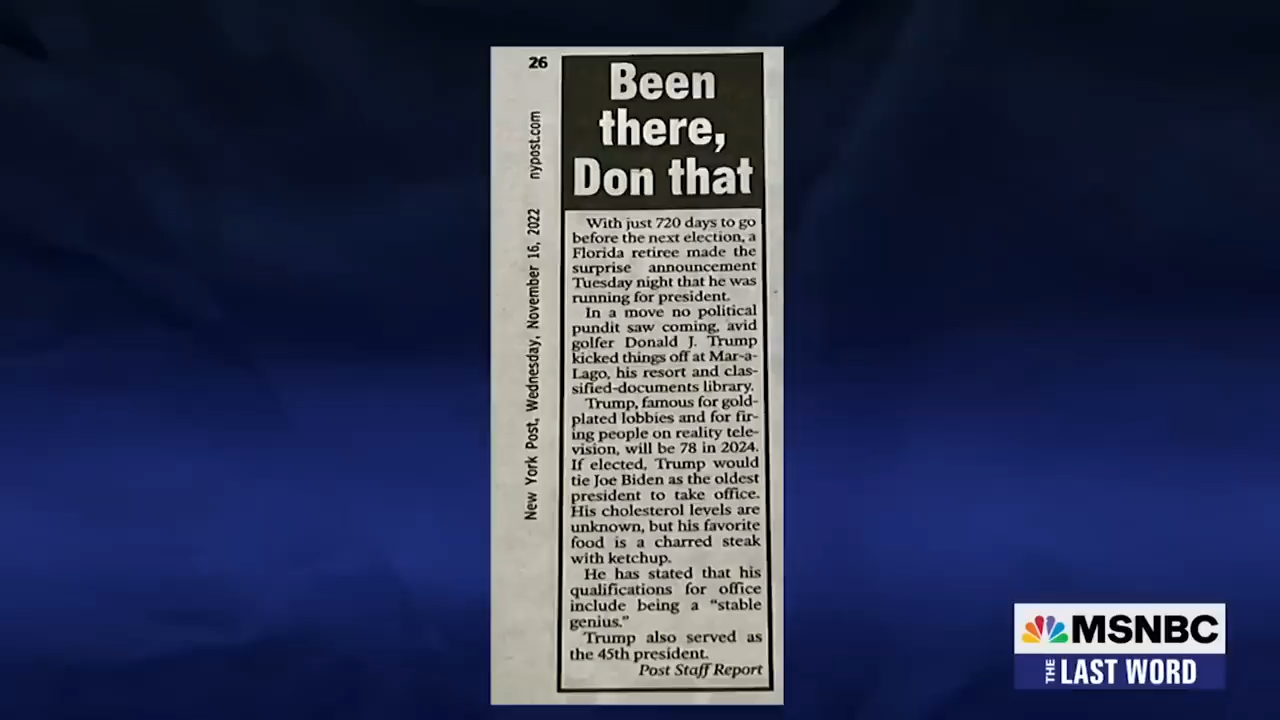 26
nypost.com
New York Post, Wednesday, November 16, 2022
Been
there,
Don that
With just 720 days to go
before the next election, a
Florida retiree made the
surprise announcement
Tuesday night that he was
running for president.
In a move no political
pundit saw coming, avid
golfer Donald J. Trump
kicked things off at Mar-a-
Lago, his resort and clas-
sified-documents library.
Trump, famous for gold-
plated lobbies and for fir-
ing people on reality tele-
vision, will be 78 in 2024.
If elected, Trump would
tie Joe Biden as the oldest
president to take office.
His cholesterol levels are
unknown, but his favorite
food is a charred steak
with ketchup.
He has stated that his
qualifications for office
include being a “stable
genius.”
Trump also served as
the 45th president.
Post Staff Report
MSNBC
THE LAST WORD